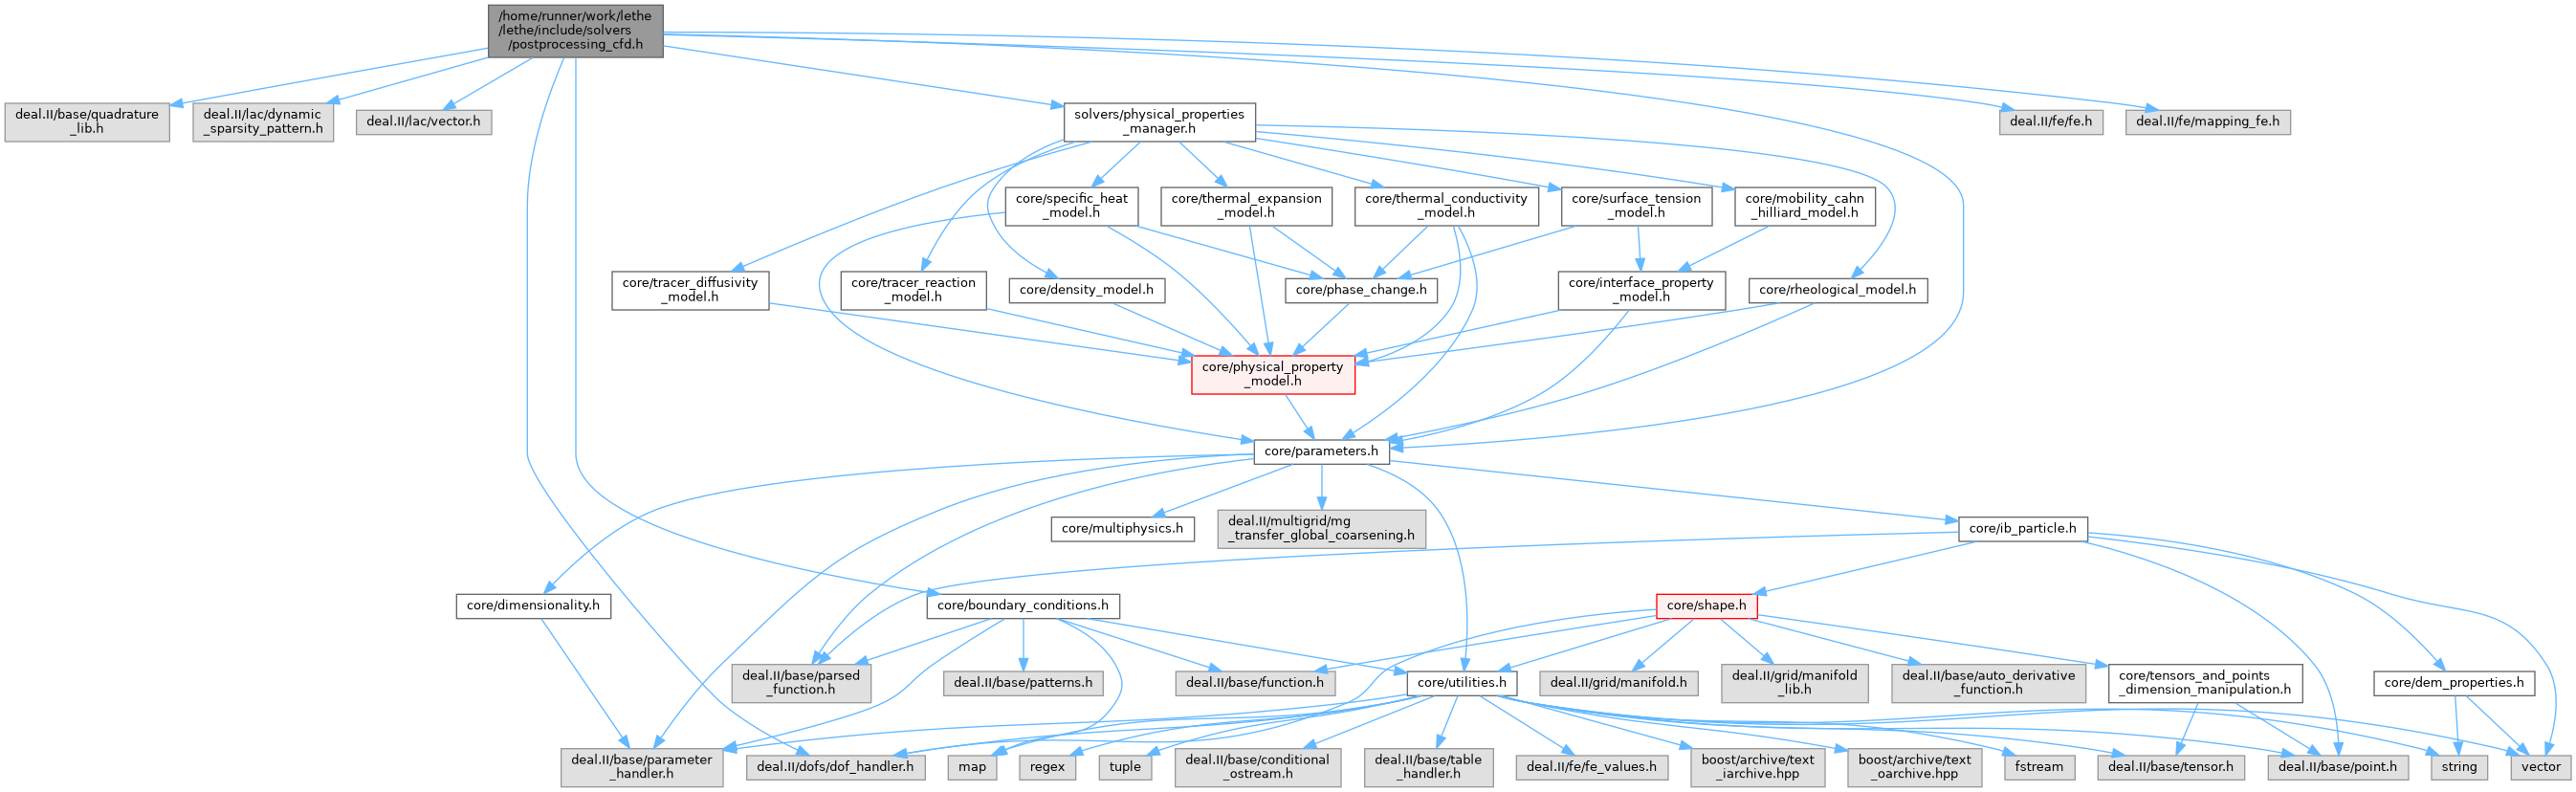 /home/runner/work/lethe
/lethe/include/solvers
/postprocessing_cfd.h
deal.II/base/quadrature
_lib.h
deal.II/lac/dynamic
_sparsity_pattern.h
deal.II/lac/vector.h
solvers/physical_properties
_manager.h
deal.II/fe/fe.h
deal.II/fe/mapping_fe.h
core/specific_heat
_model.h
core/thermal_expansion
_model.h
core/thermal_conductivity
_model.h
core/surface_tension
_model.h
core/mobility_cahn
_hilliard_model.h
core/tracer_diffusivity
_model.h
core/tracer_reaction
_model.h
core/density_model.h
core/phase_change.h
core/interface_property
_model.h
core/rheological_model.h
core/physical_property
_model.h
core/parameters.h
core/multiphysics.h
deal.II/multigrid/mg
_transfer_global_coarsening.h
core/ib_particle.h
core/dimensionality.h
core/boundary_conditions.h
core/shape.h
deal.II/base/parsed
_function.h
deal.II/base/patterns.h
deal.II/base/function.h
core/utilities.h
deal.II/grid/manifold.h
deal.II/grid/manifold
_lib.h
deal.II/base/auto_derivative
_function.h
core/tensors_and_points
_dimension_manipulation.h
core/dem_properties.h
deal.II/base/parameter
_handler.h
deal.II/dofs/dof_handler.h
map
regex
tuple
deal.II/base/conditional
_ostream.h
deal.II/base/table
_handler.h
deal.II/fe/fe_values.h
boost/archive/text
_iarchive.hpp
boost/archive/text
_oarchive.hpp
fstream
deal.II/base/tensor.h
deal.II/base/point.h
string
vector